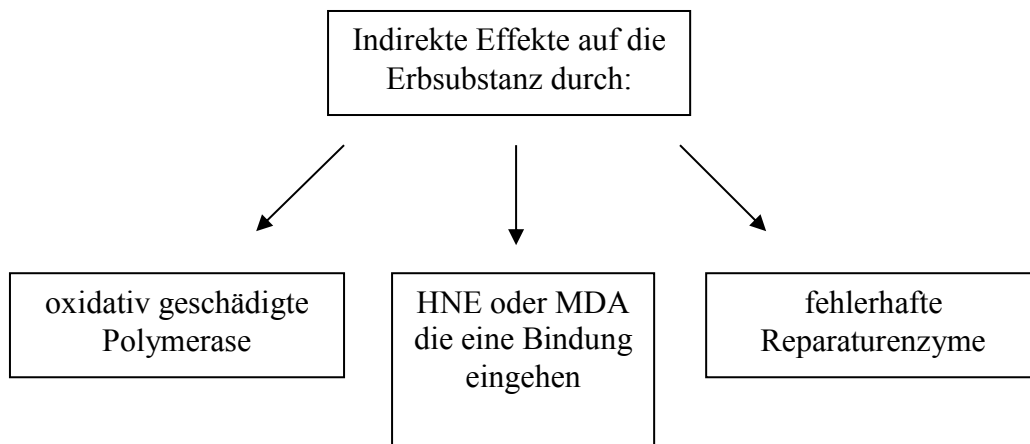 Indirekte Effekte auf die
Erbsubstanz durch:
oxidativ geschädigte
Polymerase
HNE oder MDA
die eine Bindung
eingehen
fehlerhafte
Reparaturenzyme